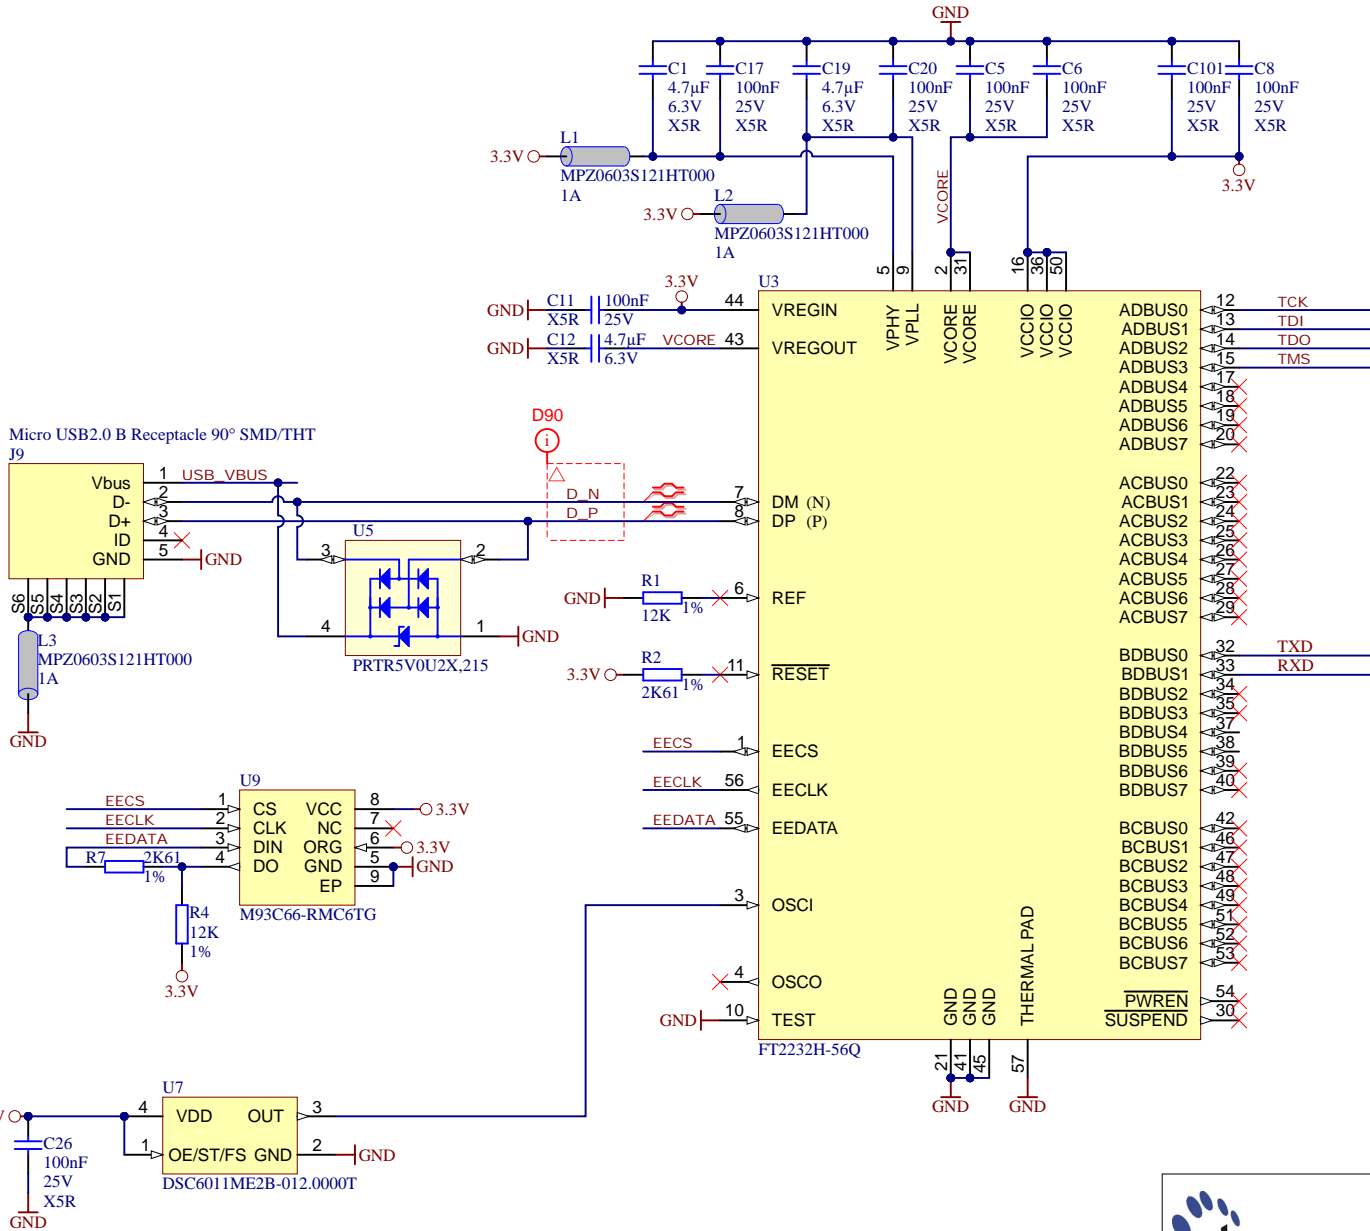 GND
C1
4.7µF
6.3V
X5R
C17
100nF
25V
X5R
C19
4.7µF
6.3V
X5R
C20
100nF
25V
X5R
C5
100nF
25V
X5R
C6
100nF
25V
X5R
C101
100nF
25V
X5R
C8
100nF
25V
X5R
3.3V
L1
MPZ0603S121HT000
1A
3.3V
L2
MPZ0603S121HT000
1A
VCORE
3.3V
5
9
2
31
16
36
50
U3
3.3V
GND
C11
X5R
100nF
25V
44
VREGIN
GND
C12
X5R
4.7µF
6.3V
VCORE
43
VREGOUT
VPHY
VPLL
VCORE
VCORE
VCCIO
VCCIO
VCCIO
ADBUS0
12
TCK
ADBUS1
13
TDI
ADBUS2
14
TDO
ADBUS3
15
TMS
ADBUS4
17
ADBUS5
18
ADBUS6
19
ADBUS7
20
ACBUS0
22
ACBUS1
23
ACBUS2
24
ACBUS3
25
ACBUS4
26
ACBUS5
27
ACBUS6
28
ACBUS7
29
BDBUS0
32
TXD
BDBUS1
33
RXD
BDBUS2
34
BDBUS3
35
BDBUS4
37
BDBUS5
38
BDBUS6
39
BDBUS7
40
BCBUS0
42
BCBUS1
46
BCBUS2
47
BCBUS3
48
BCBUS4
49
BCBUS5
51
BCBUS6
52
BCBUS7
53
PWREN
54
SUSPEND
30
Micro USB2.0 B Receptacle 90° SMD/THT
J9
Vbus
1
USB_VBUS
D-
2
D+
3
ID
4
GND
5
GND
S6
S5
S4
S3
S2
S1
L3
MPZ0603S121HT000
1A
GND
D90
i
D_N
D_P
7
DM (N)
8
DP (P)
U5
3
2
4
1
GND
PRTR5V0U2X,215
GND
R1
12K
1%
6
REF
3.3V
R2
2K61
1%
11
RESET
EECS
1
EECS
EECLK
56
EECLK
EEDATA
55
EEDATA
3
OSCI
4
OSCO
GND
10
TEST
GND
GND
GND
THERMAL PAD
FT2232H-56Q
21
41
45
57
GND
GND
U9
EECS
1
CS
EECLK
2
CLK
EEDATA
3
DIN
4
DO
VCC
8
3.3V
NC
7
ORG
6
3.3V
GND
5
GND
EP
9
M93C66-RMC6TG
R7
2K61
1%
R4
12K
1%
3.3V
U7
4
VDD
OUT
3
1
OE/ST/FS
GND
2
GND
DSC6011ME2B-012.0000T
C26
100nF
25V
X5R
GND